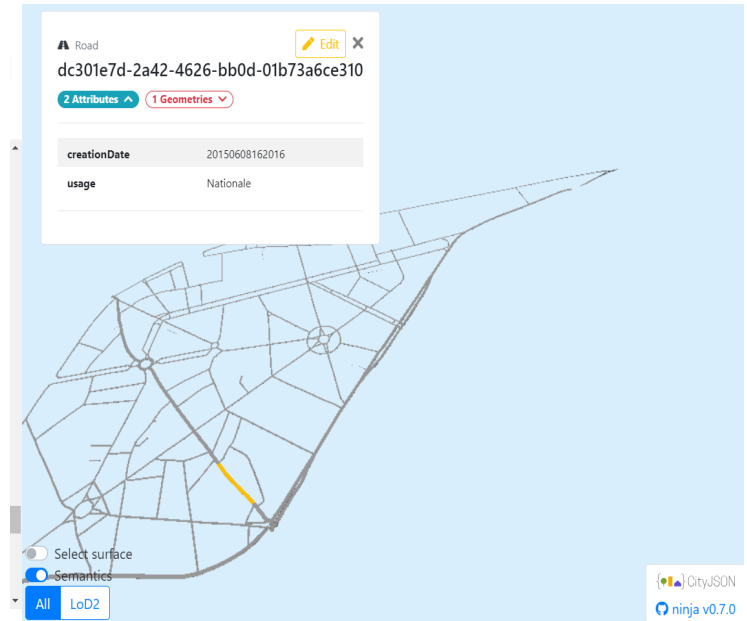 Road
Edit
dc301e7d-2a42-4626-bb0d-01b73a6ce310
2 Attributes
1 Geometries
creationDate 20150608162016
usage Nationale
Select surface
Semantics
All LoD2
CityJSON
ninja v0.7.0